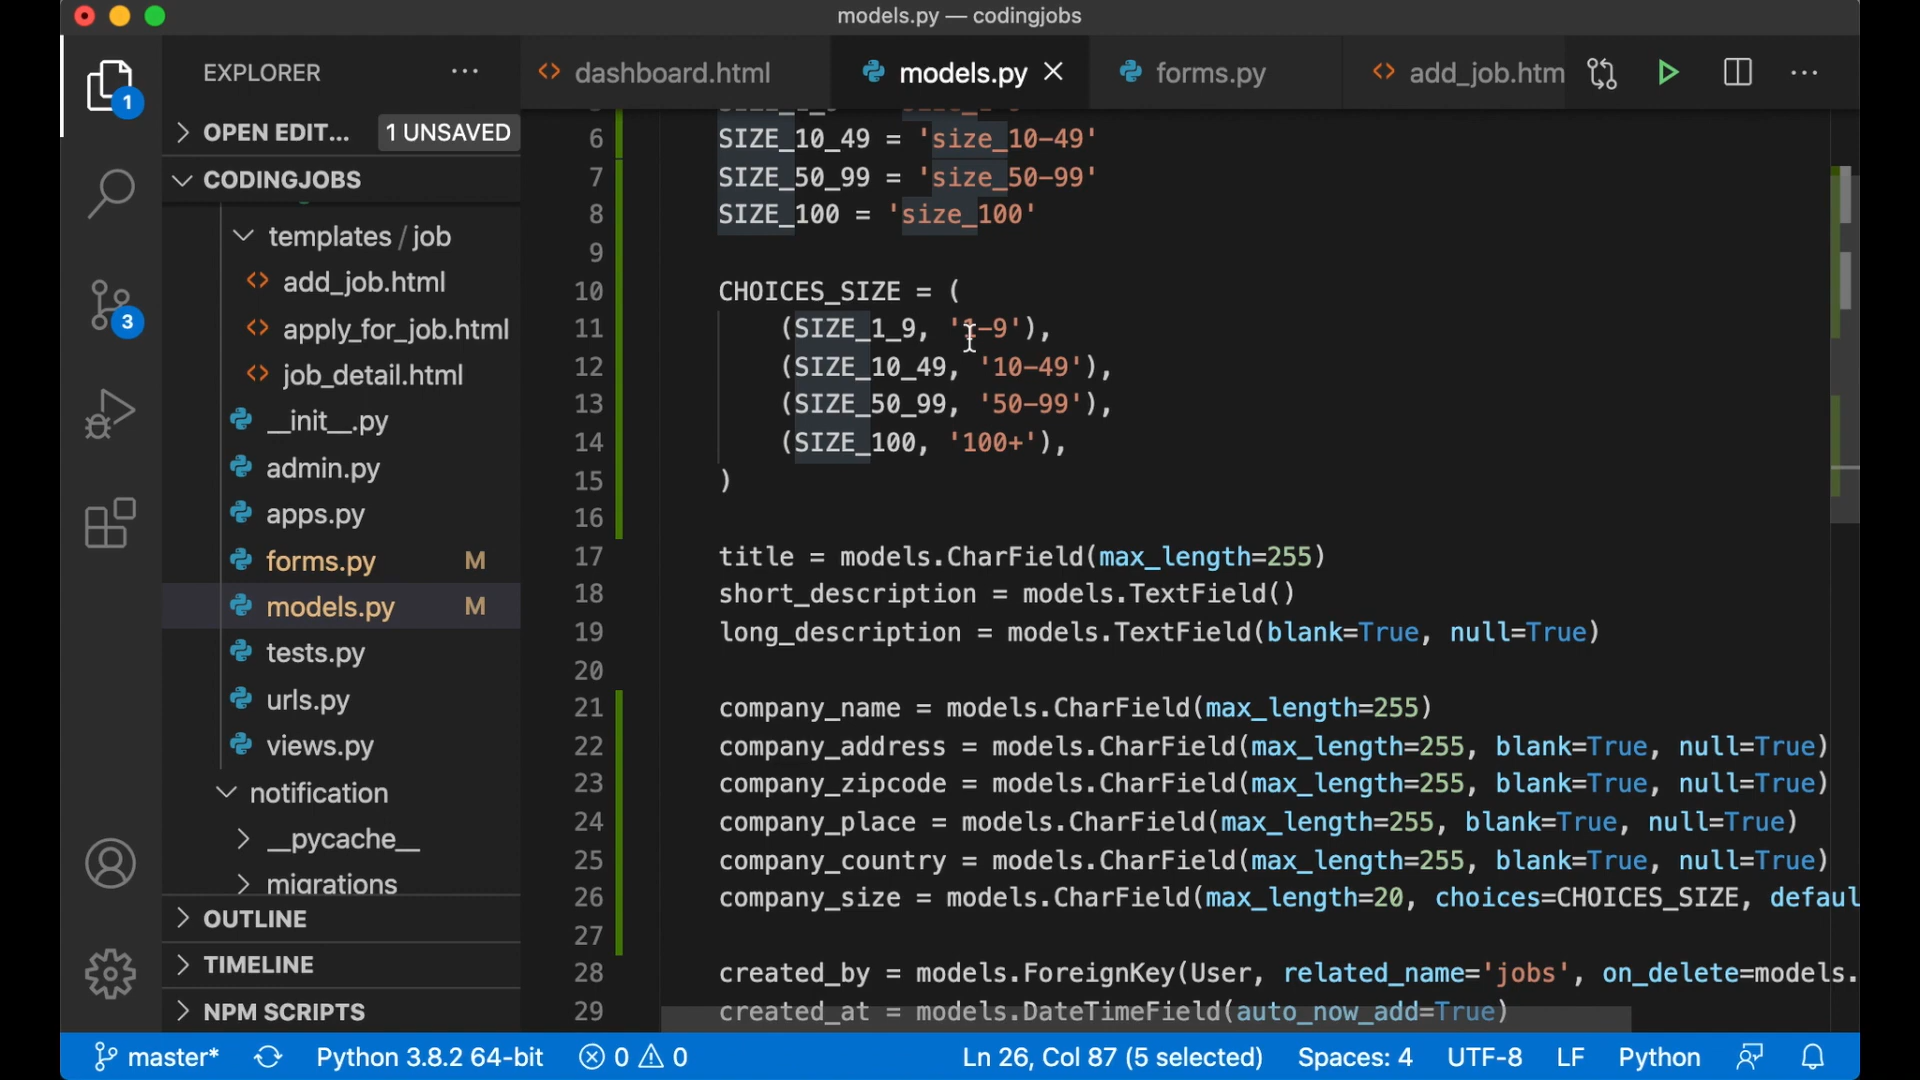 models.py — codingjobs
EXPLORER
dashboard.html
models.py
forms.py
add_job.htm
OPEN EDIT...
1 UNSAVED
CODINGJOBS
templates / job
add_job.html
apply_for_job.html
job_detail.html
__init__.py
admin.py
apps.py
forms.py M
models.py M
tests.py
urls.py
views.py
notification
__pycache__
migrations
OUTLINE
TIMELINE
NPM SCRIPTS
1
3
6 SIZE_10_49 = 'size_10-49'
7 SIZE_50_99 = 'size_50-99'
8 SIZE_100 = 'size_100'
9
10 CHOICES_SIZE = (
11 (SIZE_1_9, '1-9'),
12 (SIZE_10_49, '10-49'),
13 (SIZE_50_99, '50-99'),
14 (SIZE_100, '100+'),
15 )
16
17 title = models.CharField(max_length=255)
18 short_description = models.TextField()
19 long_description = models.TextField(blank=True, null=True)
20
21 company_name = models.CharField(max_length=255)
22 company_address = models.CharField(max_length=255, blank=True, null=True)
23 company_zipcode = models.CharField(max_length=255, blank=True, null=True)
24 company_place = models.CharField(max_length=255, blank=True, null=True)
25 company_country = models.CharField(max_length=255, blank=True, null=True)
26 company_size = models.CharField(max_length=20, choices=CHOICES_SIZE, defaul
27
28 created_by = models.ForeignKey(User, related_name='jobs', on_delete=models.
29 created_at = models.DateTimeField(auto_now_add=True)
master* Python 3.8.2 64-bit 0 0 Ln 26, Col 87 (5 selected) Spaces: 4 UTF-8 LF Python